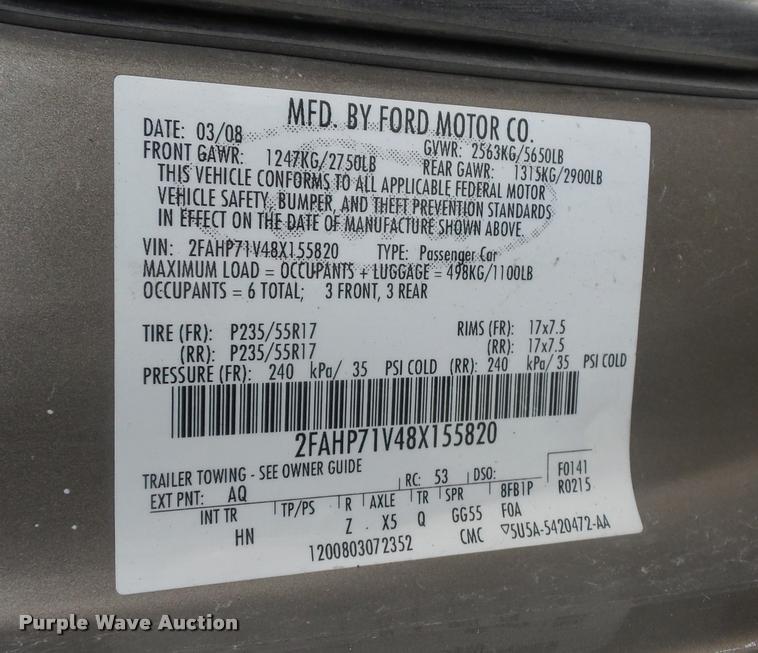 MFD. BY FORD MOTOR CO.
DATE: 03/08 GVWR: 2563KG/5650LB
FRONT GAWR: 1247KG/2750LB REAR GAWR: 1315KG/2900LB
THIS VEHICLE CONFORMS TO ALL APPLICABLE FEDERAL MOTOR
VEHICLE SAFETY, BUMPER, AND THEFT PREVENTION STANDARDS
IN EFFECT ON THE DATE OF MANUFACTURE SHOWN ABOVE.
VIN: 2FAHP71V48X155820 TYPE: Passenger Car
MAXIMUM LOAD = OCCUPANTS + LUGGAGE = 498KG/1100LB
OCCUPANTS = 6 TOTAL; 3 FRONT, 3 REAR
TIRE (FR): P235/55R17 RIMS (FR): 17x7.5
(RR): P235/55R17 (RR): 17x7.5
PRESSURE (FR): 240 kPa/ 35 PSI COLD (RR): 240 kPa/35 PSI COLD
2FAHP71V48X155820
TRAILER TOWING - SEE OWNER GUIDE
EXT PNT: AQ RC: 53 DSO: F0141
INT TR TP/PS R AXLE TR SPR 8FB1P R0215
HN Z X5 Q GG55 F0A
1200803072352 CMC ▽5U5A-5420472-AA
Purple Wave Auction